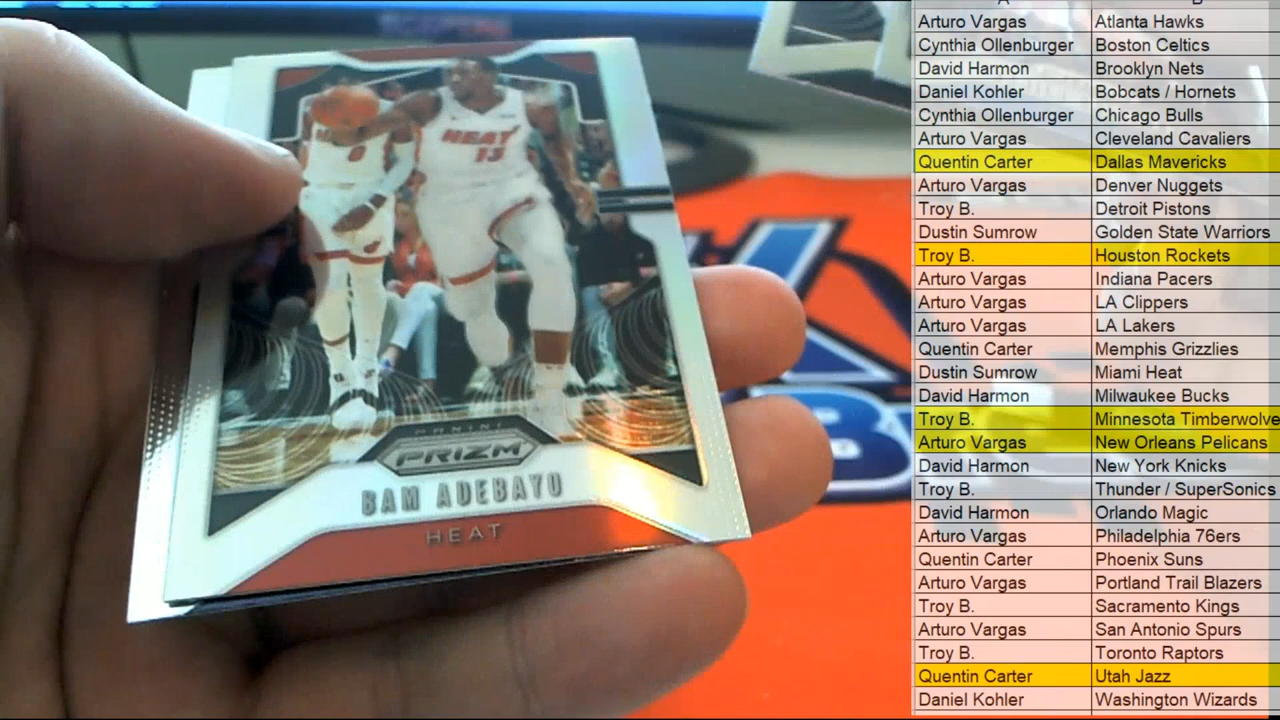 HEAT
13
PANINI
PRIZM
BAM ADEBAYO
HEAT
Arturo Vargas Atlanta Hawks
Cynthia Ollenburger Boston Celtics
David Harmon Brooklyn Nets
Daniel Kohler Bobcats / Hornets
Cynthia Ollenburger Chicago Bulls
Arturo Vargas Cleveland Cavaliers
Quentin Carter Dallas Mavericks
Arturo Vargas Denver Nuggets
Troy B. Detroit Pistons
Dustin Sumrow Golden State Warriors
Troy B. Houston Rockets
Arturo Vargas Indiana Pacers
Arturo Vargas LA Clippers
Arturo Vargas LA Lakers
Quentin Carter Memphis Grizzlies
Dustin Sumrow Miami Heat
David Harmon Milwaukee Bucks
Troy B. Minnesota Timberwolve
Arturo Vargas New Orleans Pelicans
David Harmon New York Knicks
Troy B. Thunder / SuperSonics
David Harmon Orlando Magic
Arturo Vargas Philadelphia 76ers
Quentin Carter Phoenix Suns
Arturo Vargas Portland Trail Blazers
Troy B. Sacramento Kings
Arturo Vargas San Antonio Spurs
Troy B. Toronto Raptors
Quentin Carter Utah Jazz
Daniel Kohler Washington Wizards